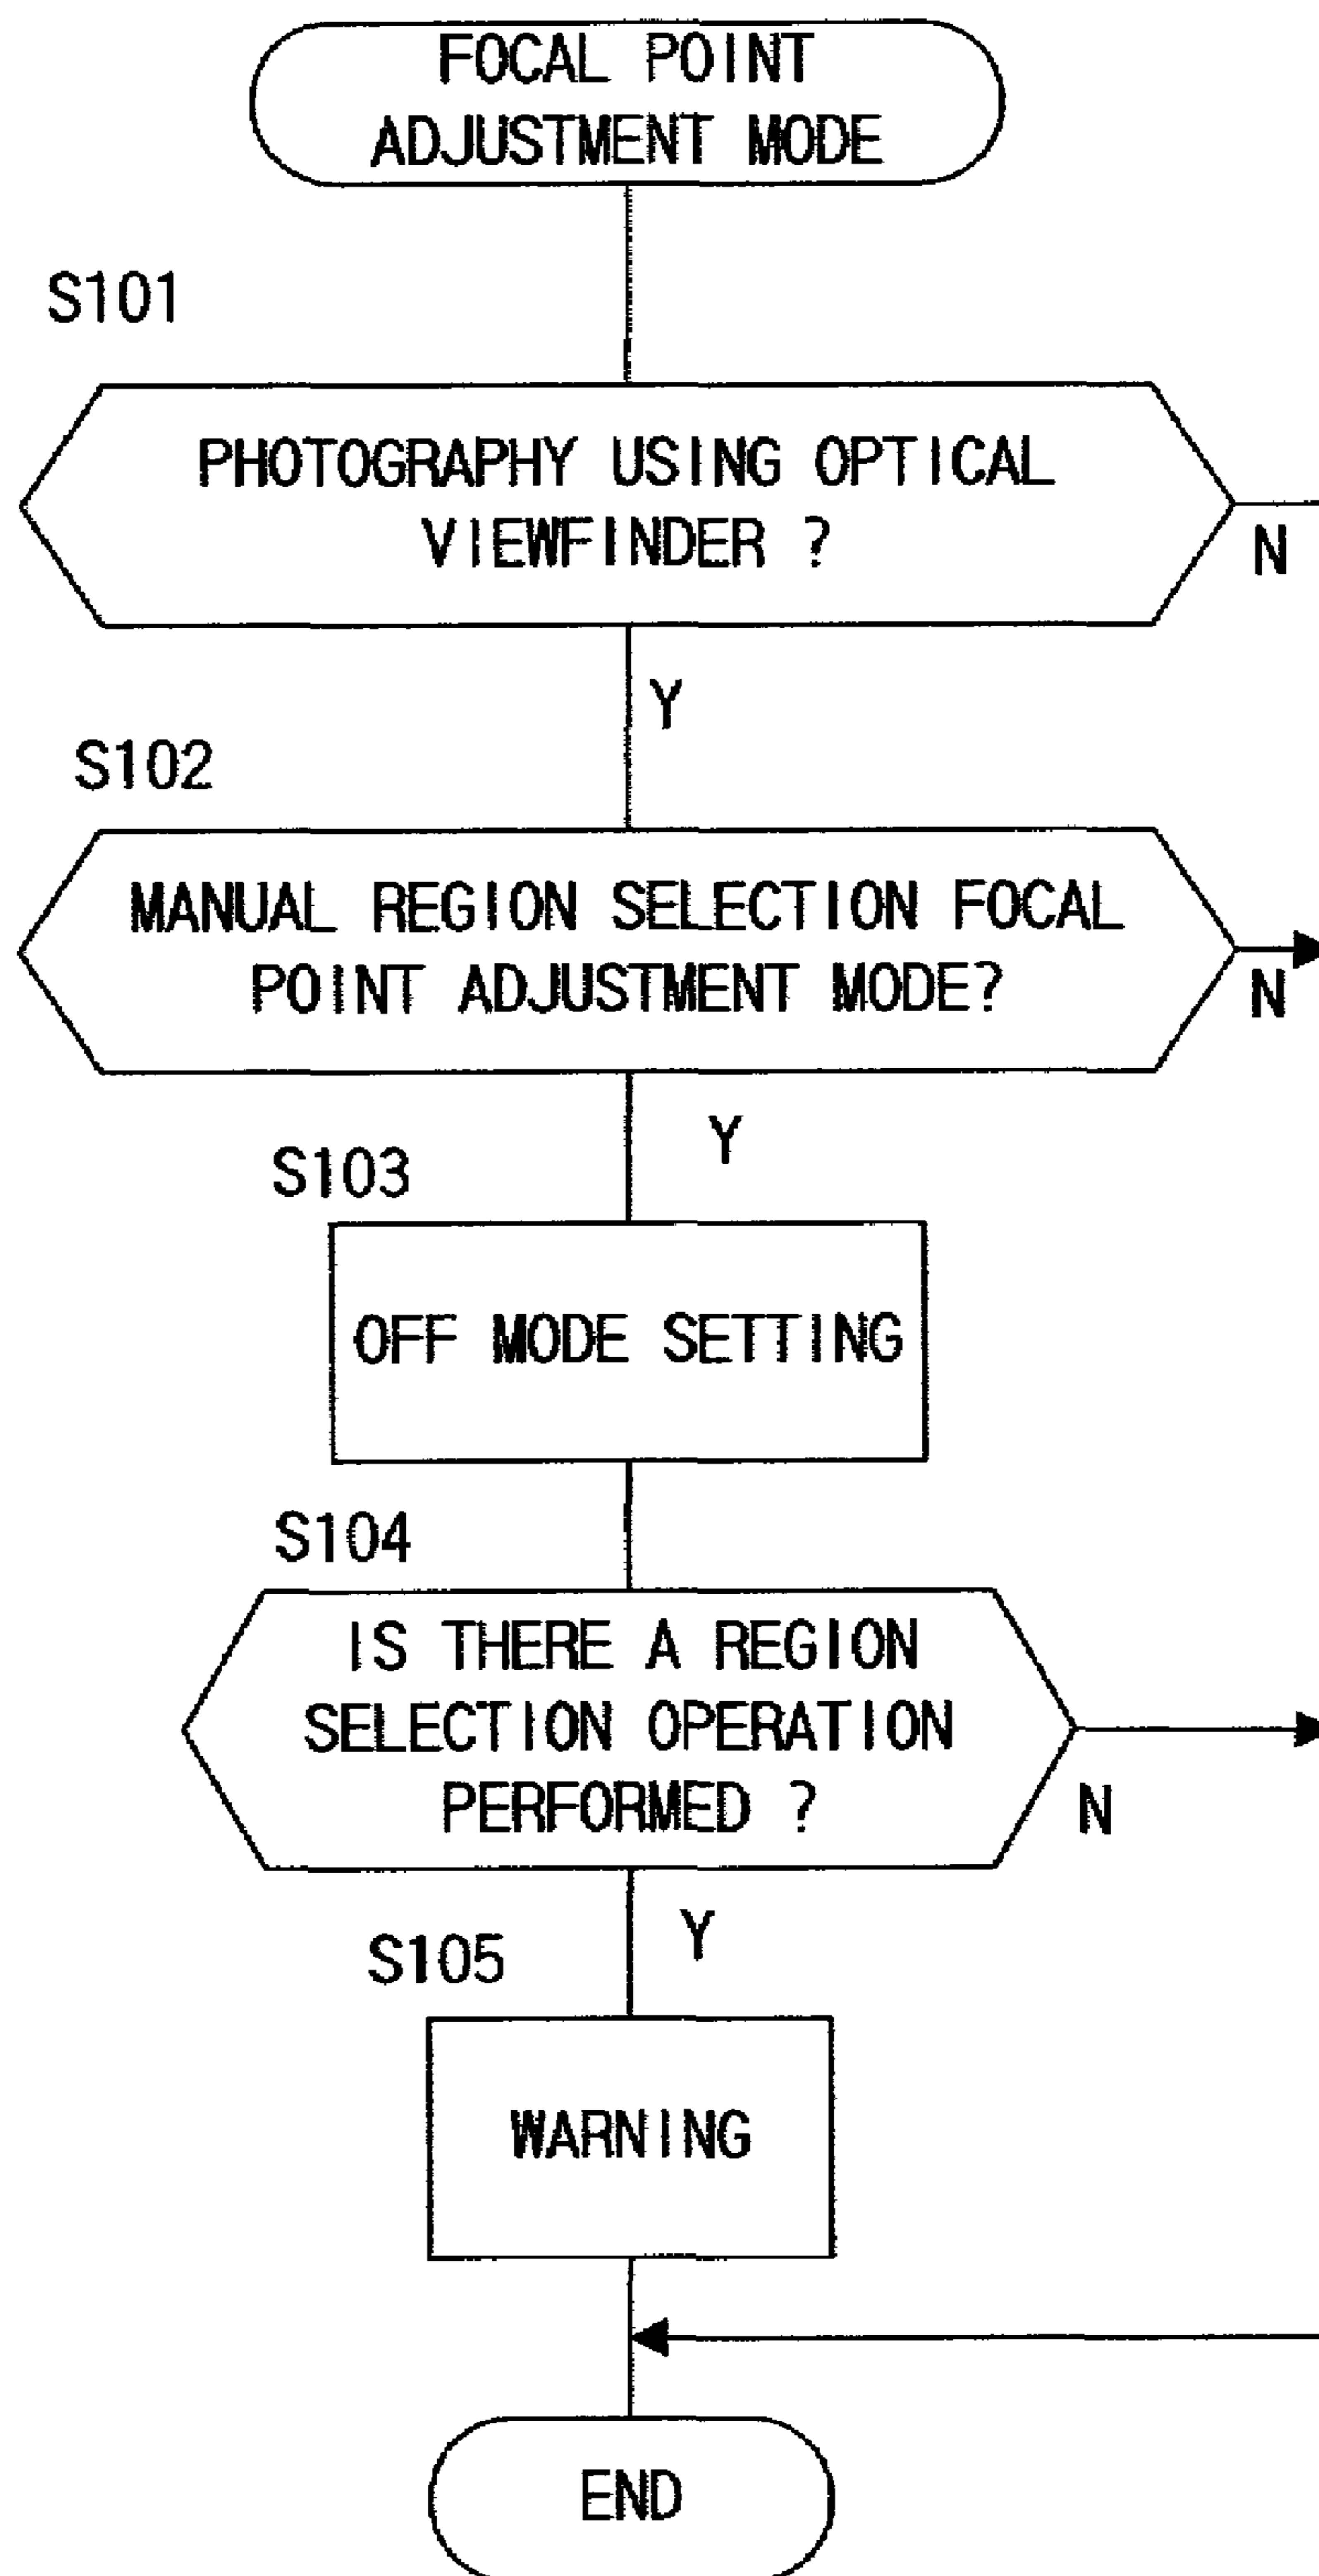 FOCAL POINT
ADJUSTMENT MODE
S101
PHOTOGRAPHY USING OPTICAL
VIEWFINDER ?
N
Y
S102
MANUAL REGION SELECTION FOCAL
POINT ADJUSTMENT MODE?
N
Y
S103
OFF MODE SETTING
S104
IS THERE A REGION
SELECTION OPERATION
PERFORMED ?
N
Y
S105
WARNING
END